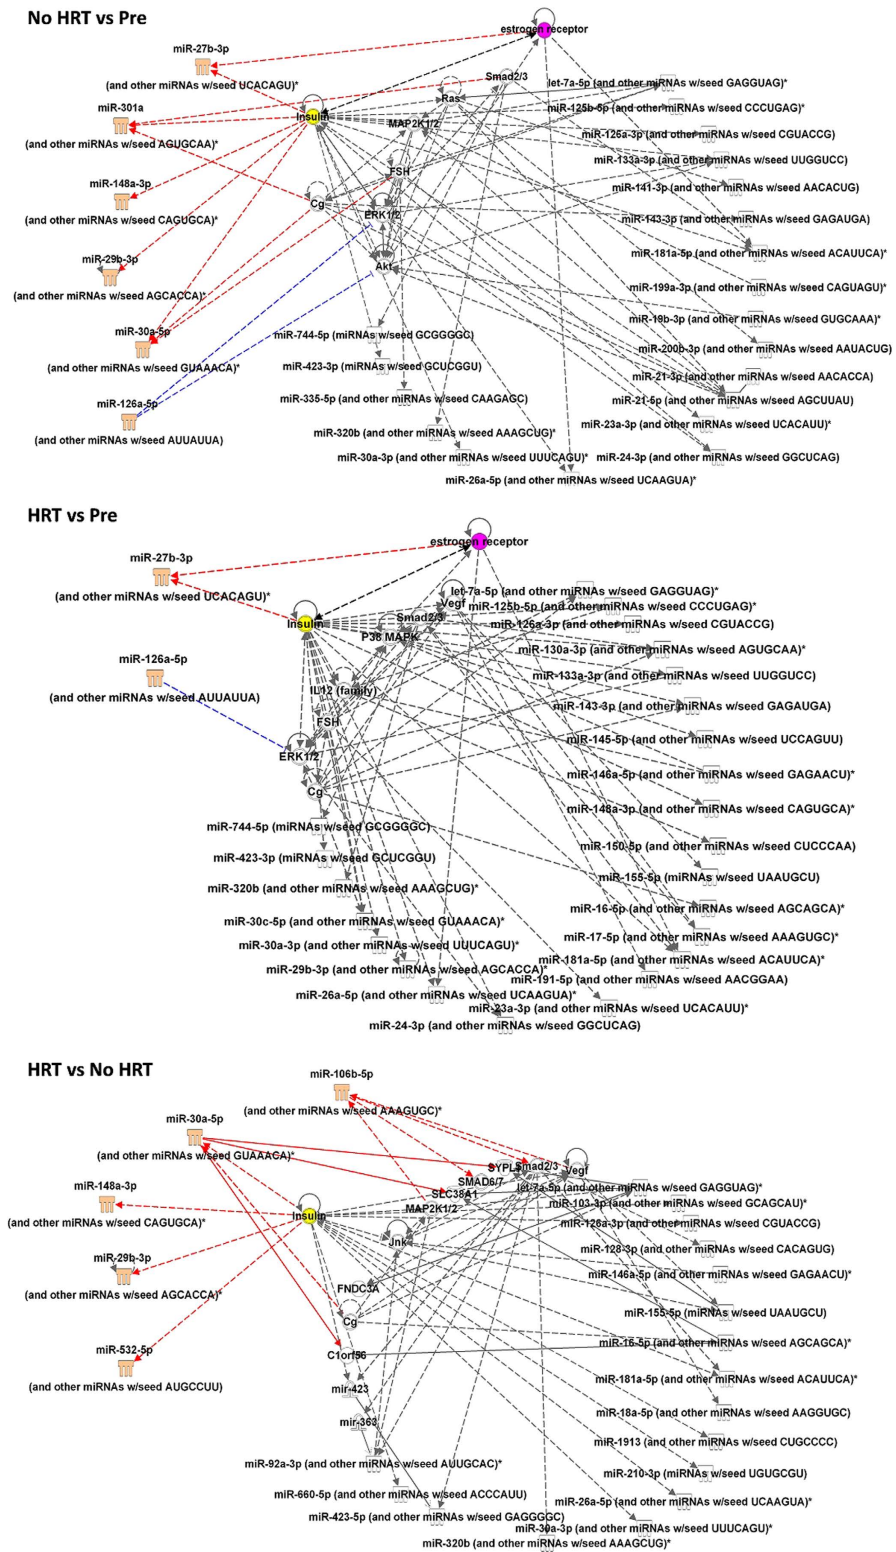 No HRT vs Pre
estrogen receptor
miR-27b-3p
(and other miRNAs w/seed UCACAGU)*
Smad2/3
let-7a-5p (and other miRNAs w/seed GAGGUAG)*
Ras
miR-301a
Insulin
miR-125b-5p (and other miRNAs w/seed CCCUGAG)*
MAP2K1/2
miR-126a-3p (and other miRNAs w/seed CGUACCG)
(and other miRNAs w/seed AGUGCAA)*
miR-133a-3p (and other miRNAs w/seed UUGGUCC)
FSH
miR-148a-3p
miR-141-3p (and other miRNAs w/seed AACACUG)
Cg
ERK1/2
(and other miRNAs w/seed CAGUGCA)*
miR-143-3p (and other miRNAs w/seed GAGAUGA)
miR-29b-3p
miR-181a-5p (and other miRNAs w/seed ACAUUCA)*
Akt
(and other miRNAs w/seed AGCACCA)*
miR-199a-3p (and other miRNAs w/seed CAGUAGU)*
miR-19b-3p (and other miRNAs w/seed GUGCAAA)*
miR-30a-5p
miR-744-5p (miRNAs w/seed GCGGGGC)
miR-200b-3p (and other miRNAs w/seed AAUACUG)
(and other miRNAs w/seed GUAAACA)*
miR-423-3p (miRNAs w/seed GCUCGGU)
miR-21-3p (and other miRNAs w/seed AACACCA)
miR-126a-5p
miR-335-5p (and other miRNAs w/seed CAAGAGC)
miR-21-5p (and other miRNAs w/seed AGCUUAU)
(and other miRNAs w/seed AUUAUUA)
miR-320b (and other miRNAs w/seed AAAGCUG)*
miR-23a-3p (and other miRNAs w/seed UCACAUU)*
miR-30a-3p (and other miRNAs w/seed UUUCAGU)*
miR-24-3p (and other miRNAs w/seed GGCUCAG)
miR-26a-5p (and other miRNAs w/seed UCAAGUA)*
HRT vs Pre
estrogen receptor
miR-27b-3p
(and other miRNAs w/seed UCACAGU)*
let-7a-5p (and other miRNAs w/seed GAGGUAG)*
Vegf
miR-125b-5p (and other miRNAs w/seed CCCUGAG)*
Smad2/3
Insulin
miR-126a-3p (and other miRNAs w/seed CGUACCG)
P38 MAPK
miR-130a-3p (and other miRNAs w/seed AGUGCAA)*
miR-126a-5p
miR-133a-3p (and other miRNAs w/seed UUGGUCC)
(and other miRNAs w/seed AUUAUUA)
IL12 (family)
miR-143-3p (and other miRNAs w/seed GAGAUGA)
FSH
miR-145-5p (and other miRNAs w/seed UCCAGUU)
ERK1/2
miR-146a-5p (and other miRNAs w/seed GAGAACU)*
Cg
miR-148a-3p (and other miRNAs w/seed CAGUGCA)*
miR-744-5p (miRNAs w/seed GCGGGGC)
miR-150-5p (and other miRNAs w/seed CUCCCAA)
miR-423-3p (miRNAs w/seed GCUCGGU)
miR-155-5p (miRNAs w/seed UAAUGCU)
miR-320b (and other miRNAs w/seed AAAGCUG)*
miR-16-5p (and other miRNAs w/seed AGCAGCA)*
miR-30c-5p (and other miRNAs w/seed GUAAACA)*
miR-17-5p (and other miRNAs w/seed AAAGUGC)*
miR-30a-3p (and other miRNAs w/seed UUUCAGU)*
miR-181a-5p (and other miRNAs w/seed ACAUUCA)*
miR-29b-3p (and other miRNAs w/seed AGCACCA)*
miR-191-5p (and other miRNAs w/seed AACGGAA)
miR-26a-5p (and other miRNAs w/seed UCAAGUA)*
miR-23a-3p (and other miRNAs w/seed UCACAUU)*
miR-24-3p (and other miRNAs w/seed GGCUCAG)
HRT vs No HRT
miR-106b-5p
(and other miRNAs w/seed AAAGUGC)*
miR-30a-5p
(and other miRNAs w/seed GUAAACA)*
SYPL1
Smad2/3
Vegf
SMAD6/7
miR-148a-3p
let-7a-5p (and other miRNAs w/seed GAGGUAG)*
SLC38A1
miR-103-3p (and other miRNAs w/seed GCAGCAU)*
MAP2K1/2
Insulin
(and other miRNAs w/seed CAGUGCA)*
miR-126a-3p (and other miRNAs w/seed CGUACCG)
Jnk
miR-128-3p (and other miRNAs w/seed CACAGUG)
miR-29b-3p
miR-146a-5p (and other miRNAs w/seed GAGAACU)*
FNDC3A
(and other miRNAs w/seed AGCACCA)*
miR-155-5p (miRNAs w/seed UAAUGCU)
Cg
miR-16-5p (and other miRNAs w/seed AGCAGCA)*
miR-532-5p
C1orf56
miR-181a-5p (and other miRNAs w/seed ACAUUCA)*
(and other miRNAs w/seed AUGCCUU)
mir-423
miR-18a-5p (and other miRNAs w/seed AAGGUGC)
mir-363
miR-1913 (and other miRNAs w/seed CUGCCCC)
miR-92a-3p (and other miRNAs w/seed AUUGCAC)*
miR-210-3p (miRNAs w/seed UGUGCGU)
miR-660-5p (and other miRNAs w/seed ACCCAUU)
miR-26a-5p (and other miRNAs w/seed UCAAGUA)*
miR-423-5p (and other miRNAs w/seed GAGGGGC)
miR-30a-3p (and other miRNAs w/seed UUUCAGU)*
miR-320b (and other miRNAs w/seed AAAGCUG)*